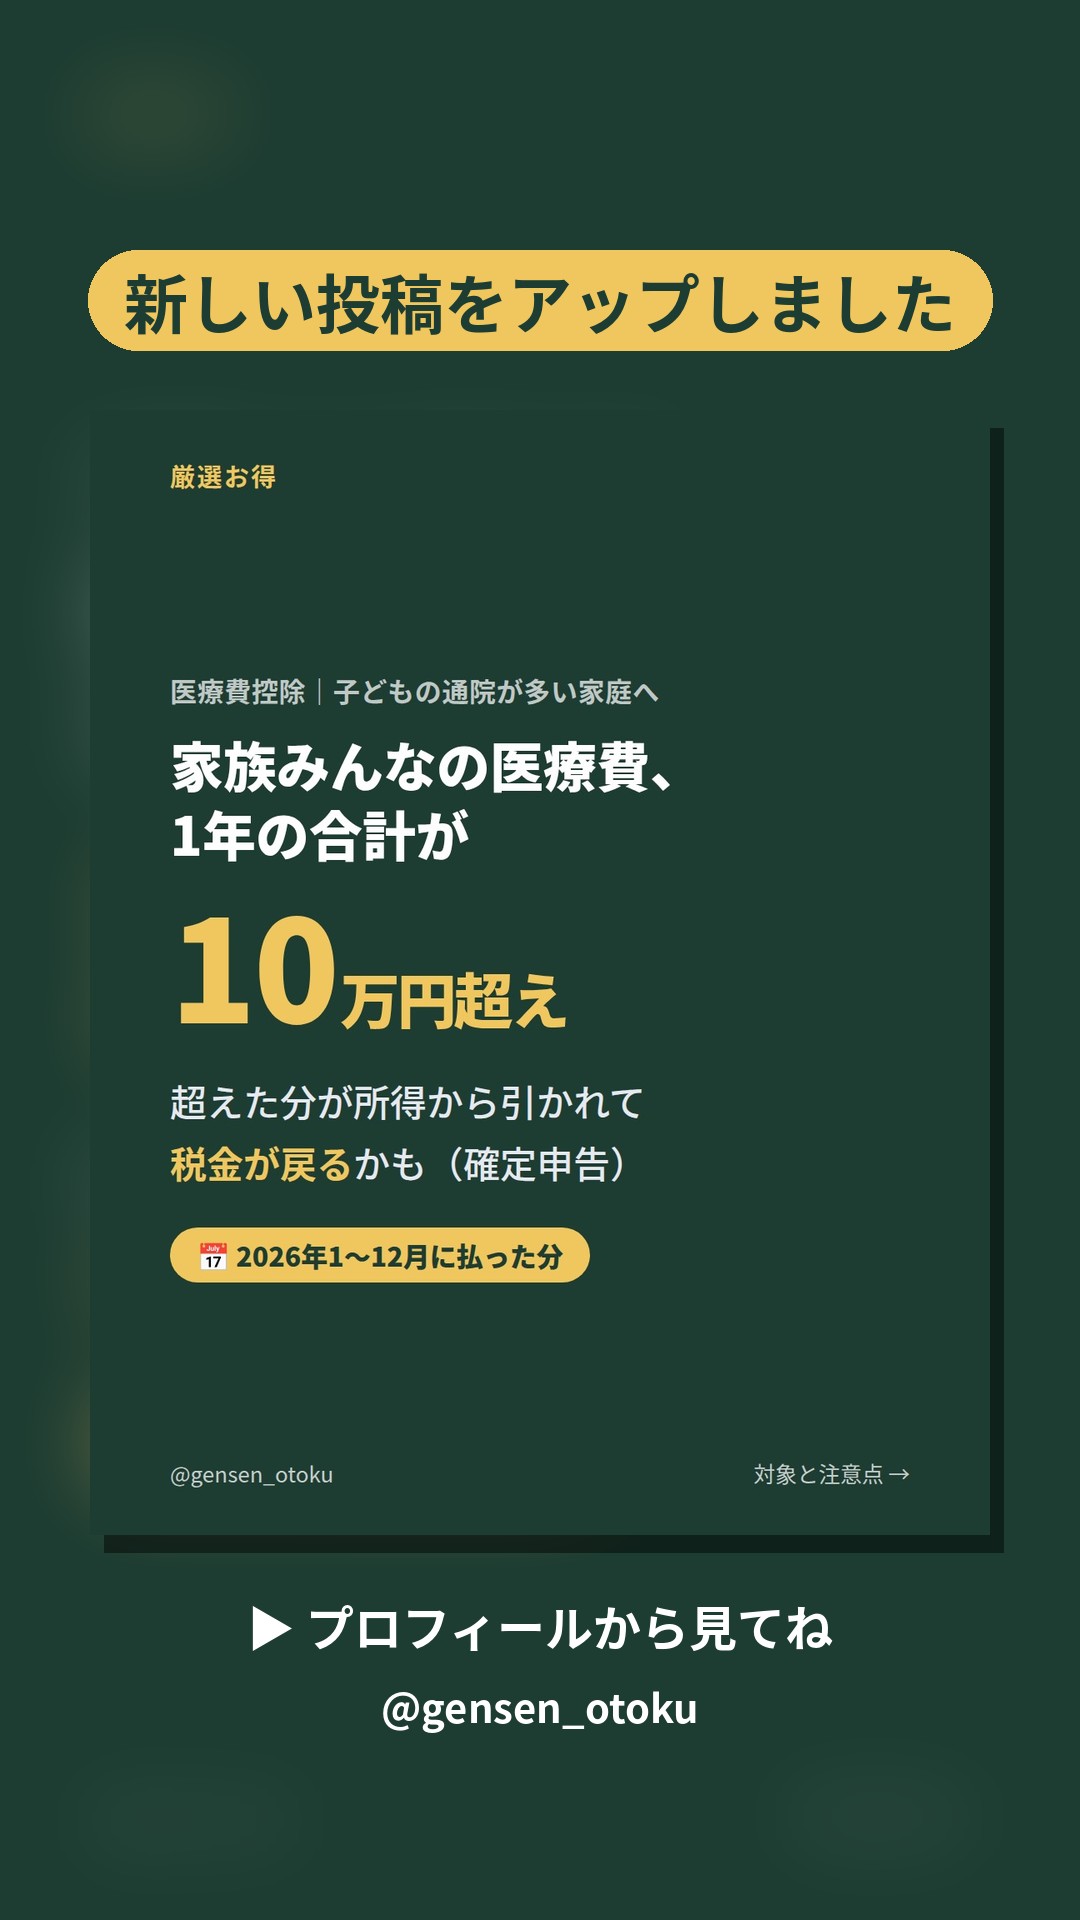 新しい投稿をアップしました
厳選お得
医療費控除｜子どもの通院が多い家庭へ
家族みんなの医療費、
1年の合計が
10万円超え
超えた分が所得から引かれて
税金が戻るかも（確定申告）
📅 2026年1〜12月に払った分
@gensen_otoku
対象と注意点→
▶ プロフィールから見てね
@gensen_otoku